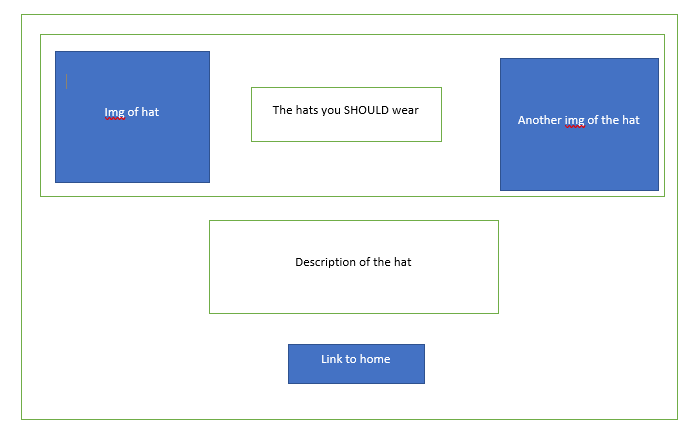 Img of hat
The hats you SHOULD wear
Another img of the hat
Description of the hat
Link to home